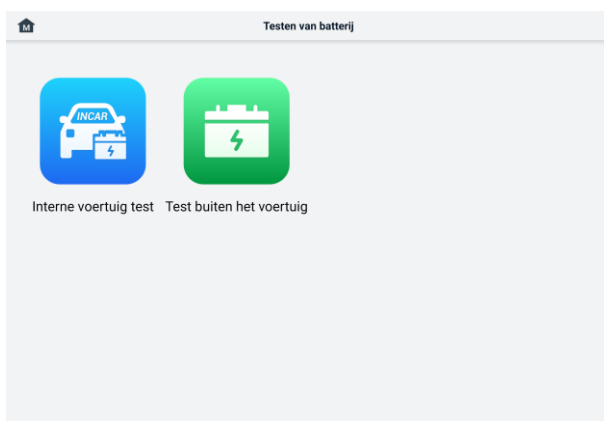 M
Testen van batterij
INCAR
Interne voertuig test
Test buiten het voertuig